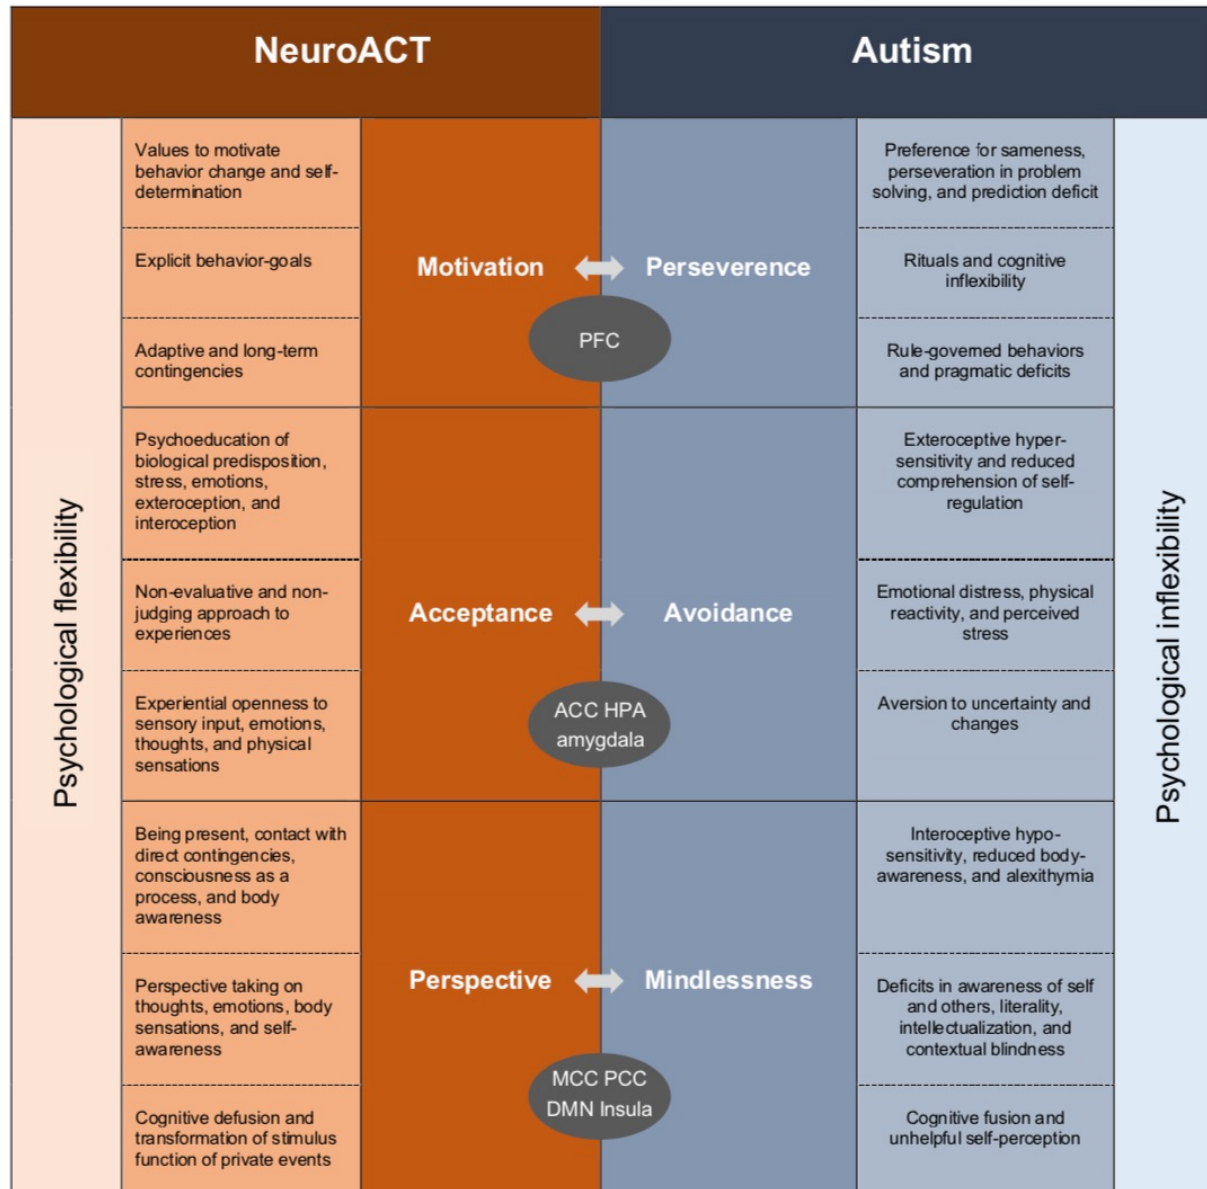 NeuroACT
Autism
Psychological flexibility
Values to motivate
behavior change and self-
determination
Explicit behavior-goals
Adaptive and long-term
contingencies
Motivation
Perseverence
PFC
Preference for sameness,
perseveration in problem
solving, and prediction deficit
Rituals and cognitive
inflexibility
Rule-governed behaviors
and pragmatic deficits
Psychoeducation of
biological predisposition,
stress, emotions,
exteroception, and
interoception
Non-evaluative and non-
judging approach to
experiences
Experiential openness to
sensory input, emotions,
thoughts, and physical
sensations
Acceptance
Avoidance
ACC HPA
amygdala
Exteroceptive hyper-
sensitivity and reduced
comprehension of self-
regulation
Emotional distress, physical
reactivity, and perceived
stress
Aversion to uncertainty and
changes
Being present, contact with
direct contingencies,
consciousness as a
process, and body
awareness
Perspective taking on
thoughts, emotions, body
sensations, and self-
awareness
Cognitive defusion and
transformation of stimulus
function of private events
Perspective
Mindlessness
MCC PCC
DMN Insula
Interoceptive hypo-
sensitivity, reduced body-
awareness, and alexithymia
Deficits in awareness of self
and others, literality,
intellectualization, and
contextual blindness
Cognitive fusion and
unhelpful self-perception
Psychological inflexibility